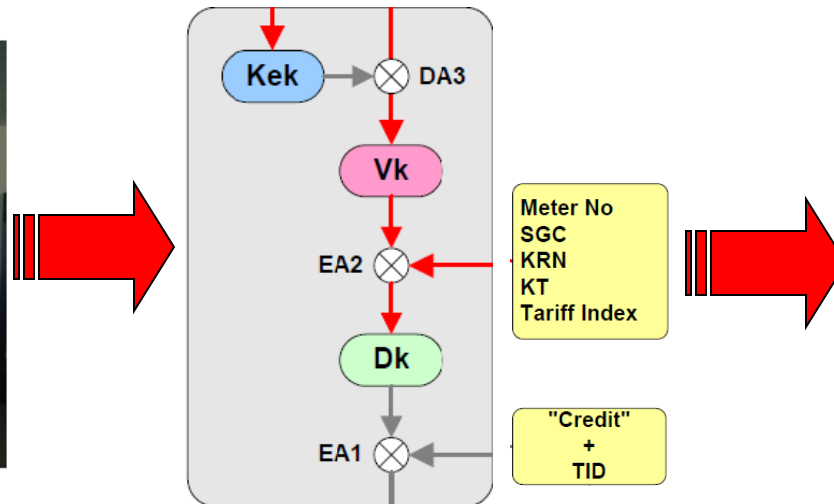 Kek
DA3
Vk
EA2
Meter No
SGC
KRN
KT
Tariff Index
Dk
EA1
"Credit"
+
TID